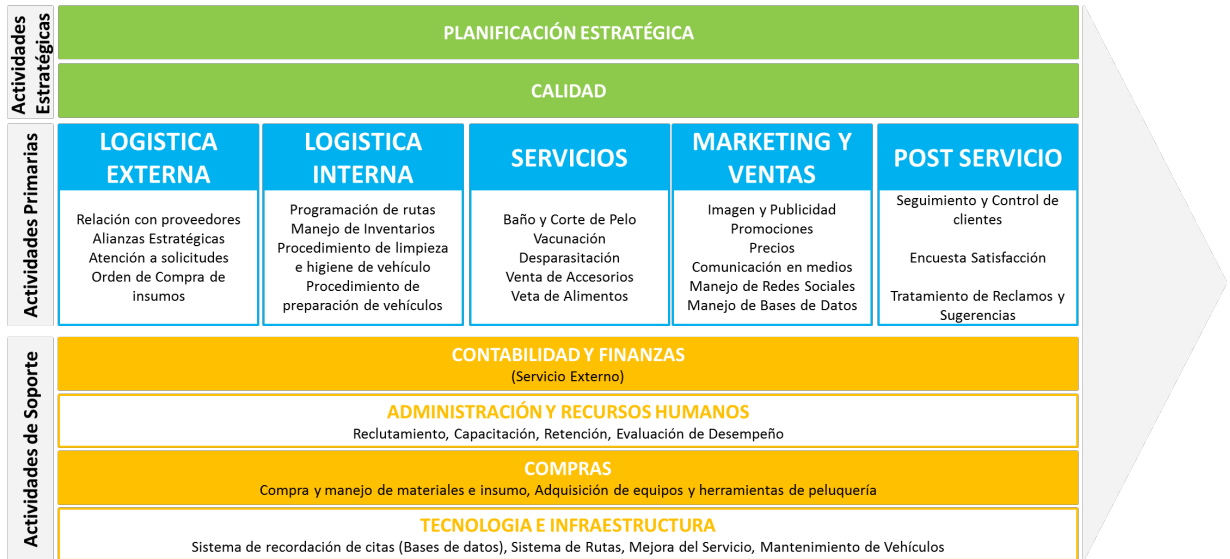 Actividades
Estratégicas
PLANIFICACIÓN ESTRATÉGICA
CALIDAD
Actividades Primarias
LOGISTICA
EXTERNA
Relación con proveedores
Alianzas Estratégicas
Atención a solicitudes
Orden de Compra de
insumos
LOGISTICA
INTERNA
Programación de rutas
Manejo de Inventarios
Procedimiento de limpieza
e higiene de vehículo
Procedimiento de
preparación de vehículos
SERVICIOS
Baño y Corte de Pelo
Vacunación
Desparasitación
Venta de Accesorios
Veta de Alimentos
MARKETING Y
VENTAS
Imagen y Publicidad
Promociones
Precios
Comunicación en medios
Manejo de Redes Sociales
Manejo de Bases de Datos
POST SERVICIO
Seguimiento y Control de
clientes
Encuesta Satisfacción
Tratamiento de Reclamos y
Sugerencias
Actividades de Soporte
CONTABILIDAD Y FINANZAS
(Servicio Externo)
ADMINISTRACIÓN Y RECURSOS HUMANOS
Reclutamiento, Capacitación, Retención, Evaluación de Desempeño
COMPRAS
Compra y manejo de materiales e insumo, Adquisición de equipos y herramientas de peluquería
TECNOLOGIA E INFRAESTRUCTURA
Sistema de recordación de citas (Bases de datos), Sistema de Rutas, Mejora del Servicio, Mantenimiento de Vehículos